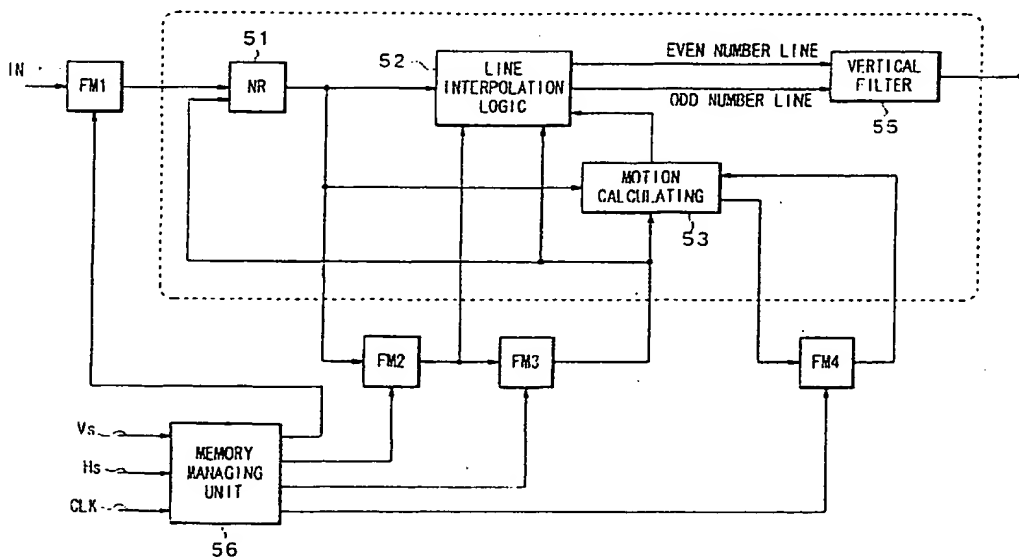 51
IN
FM1
NR
52
LINE
INTERPOLATION
LOGIC
EVEN NUMBER LINE
ODD NUMBER LINE
VERTICAL
FILTER
55
MOTION
CALCULATING
53
FM2
FM3
FM4
Vs
Hs
CLK
MEMORY
MANAGING
UNIT
56